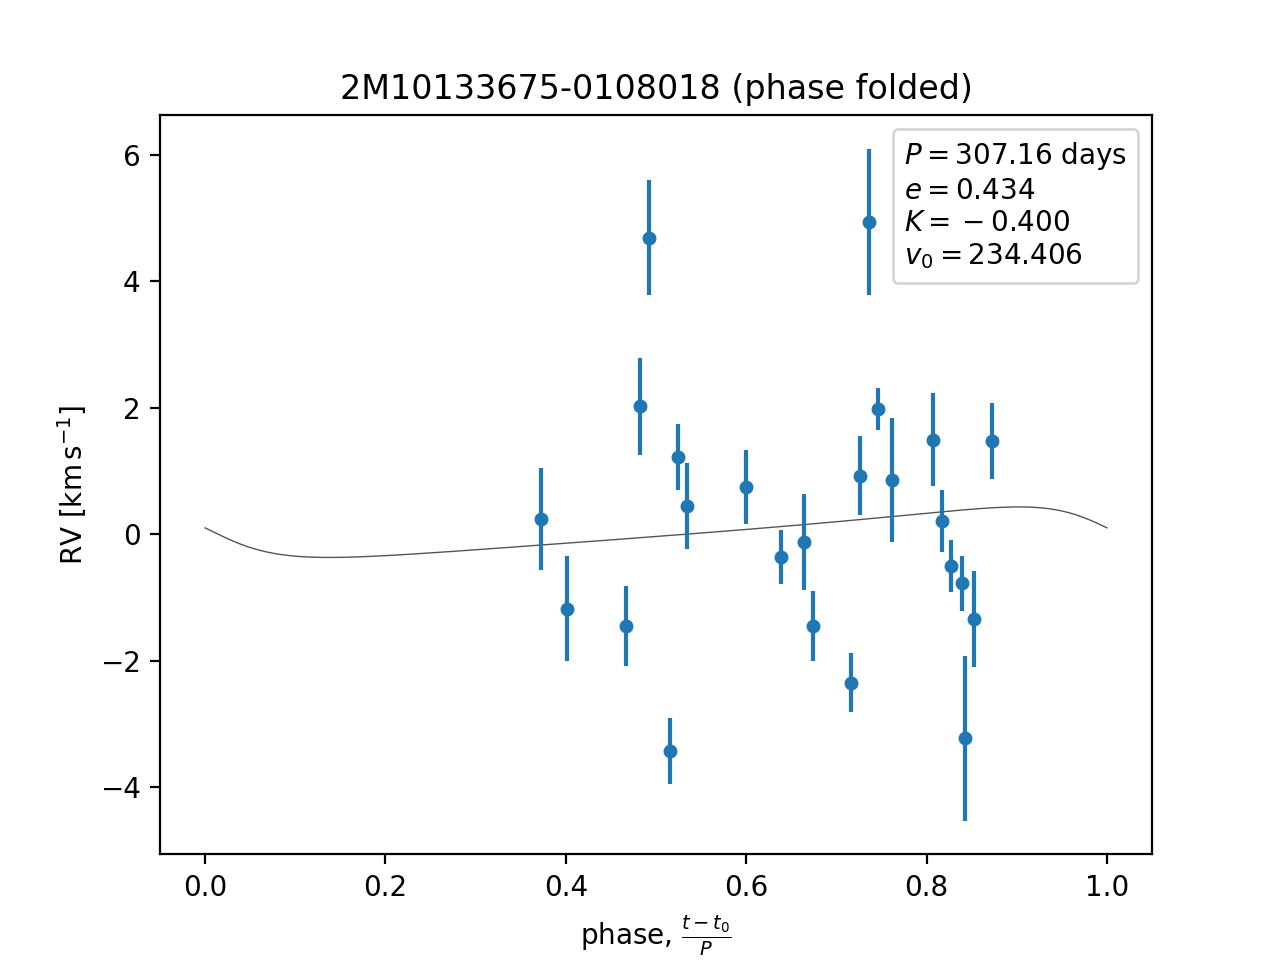 2M10133675-0108018 (phase folded)
P = 307.16 days
e = 0.434
K = −0.400
v₀ = 234.406
6
4
2
0
−2
−4
RV [km s⁻¹]
0.0 0.2 0.4 0.6 0.8 1.0
phase, (t − t₀)/P